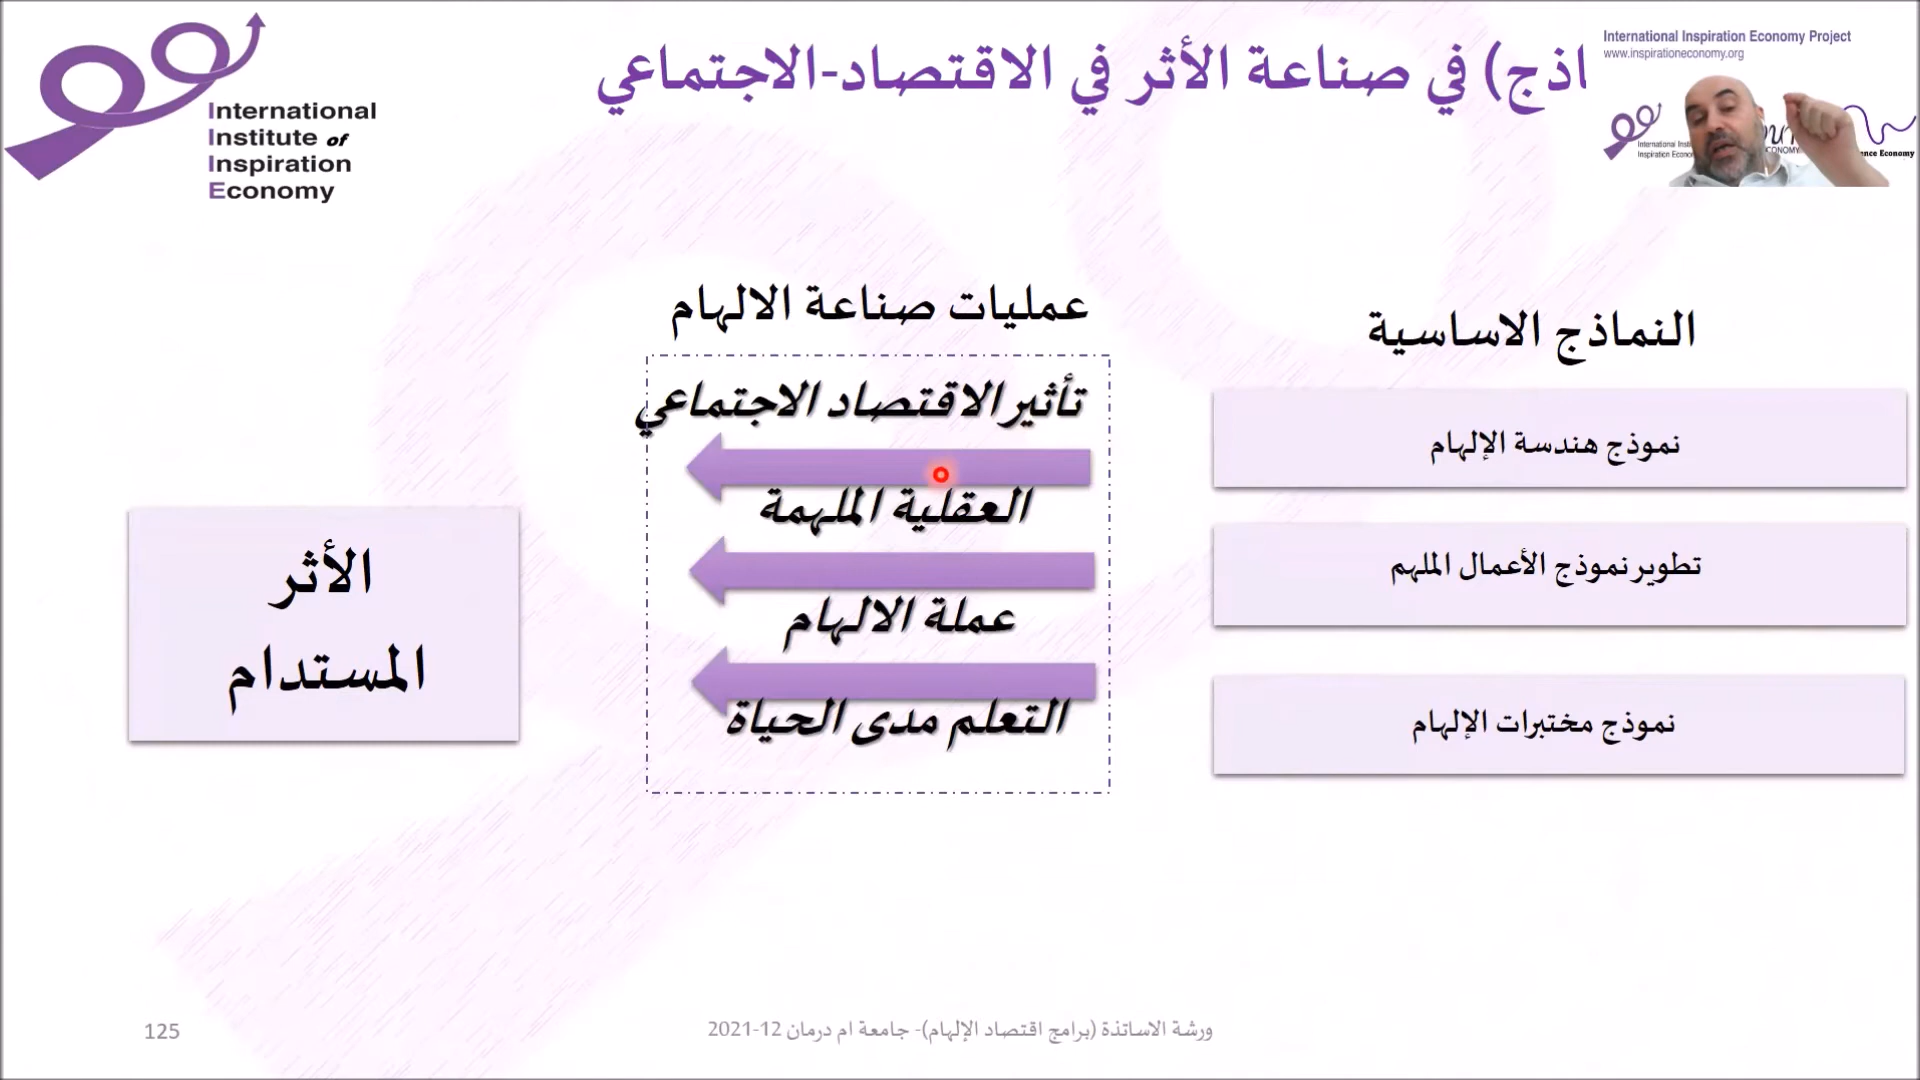 International
Institute of
Inspiration
Economy
اذج) في صناعة الأثر في الاقتصاد-الاجتماعي
International Inspiration Economy Project
www.inspirationeconomy.org
النماذج الاساسية
نموذج هندسة الإلهام
تطوير نموذج الأعمال الملهم
نموذج مختبرات الإلهام
عمليات صناعة الالهام
تأثير الاقتصاد الاجتماعي
العقلية الملهمة
عملة الالهام
التعلم مدى الحياة
الأثر
المستدام
ورشة الاساتذة (برامج اقتصاد الإلهام)- جامعة ام درمان 12-2021
125